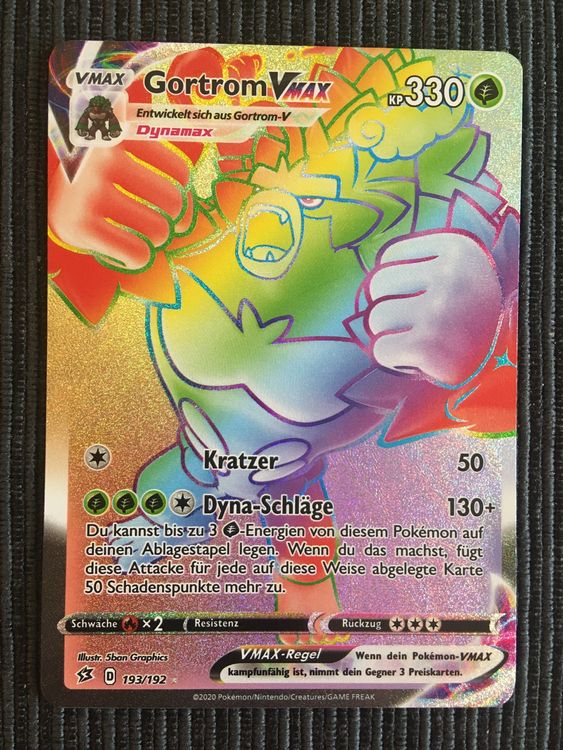 VMAX
Gortrom VMAX
KP 330
Entwickelt sich aus Gortrom-V
Dynamax
Kratzer 50
Dyna-Schläge 130+
Du kannst bis zu 3 -Energien von diesem Pokémon auf
deinen Ablagestapel legen. Wenn du das machst, fügt
diese Attacke für jede auf diese Weise abgelegte Karte
50 Schadenspunkte mehr zu.
Schwäche ×2 Resistenz Rückzug
Illustr. 5ban Graphics
VMAX-Regel Wenn dein Pokémon-VMAX
kampfunfähig ist, nimmt dein Gegner 3 Preiskarten.
D 193/192
©2020 Pokémon/Nintendo/Creatures/GAME FREAK